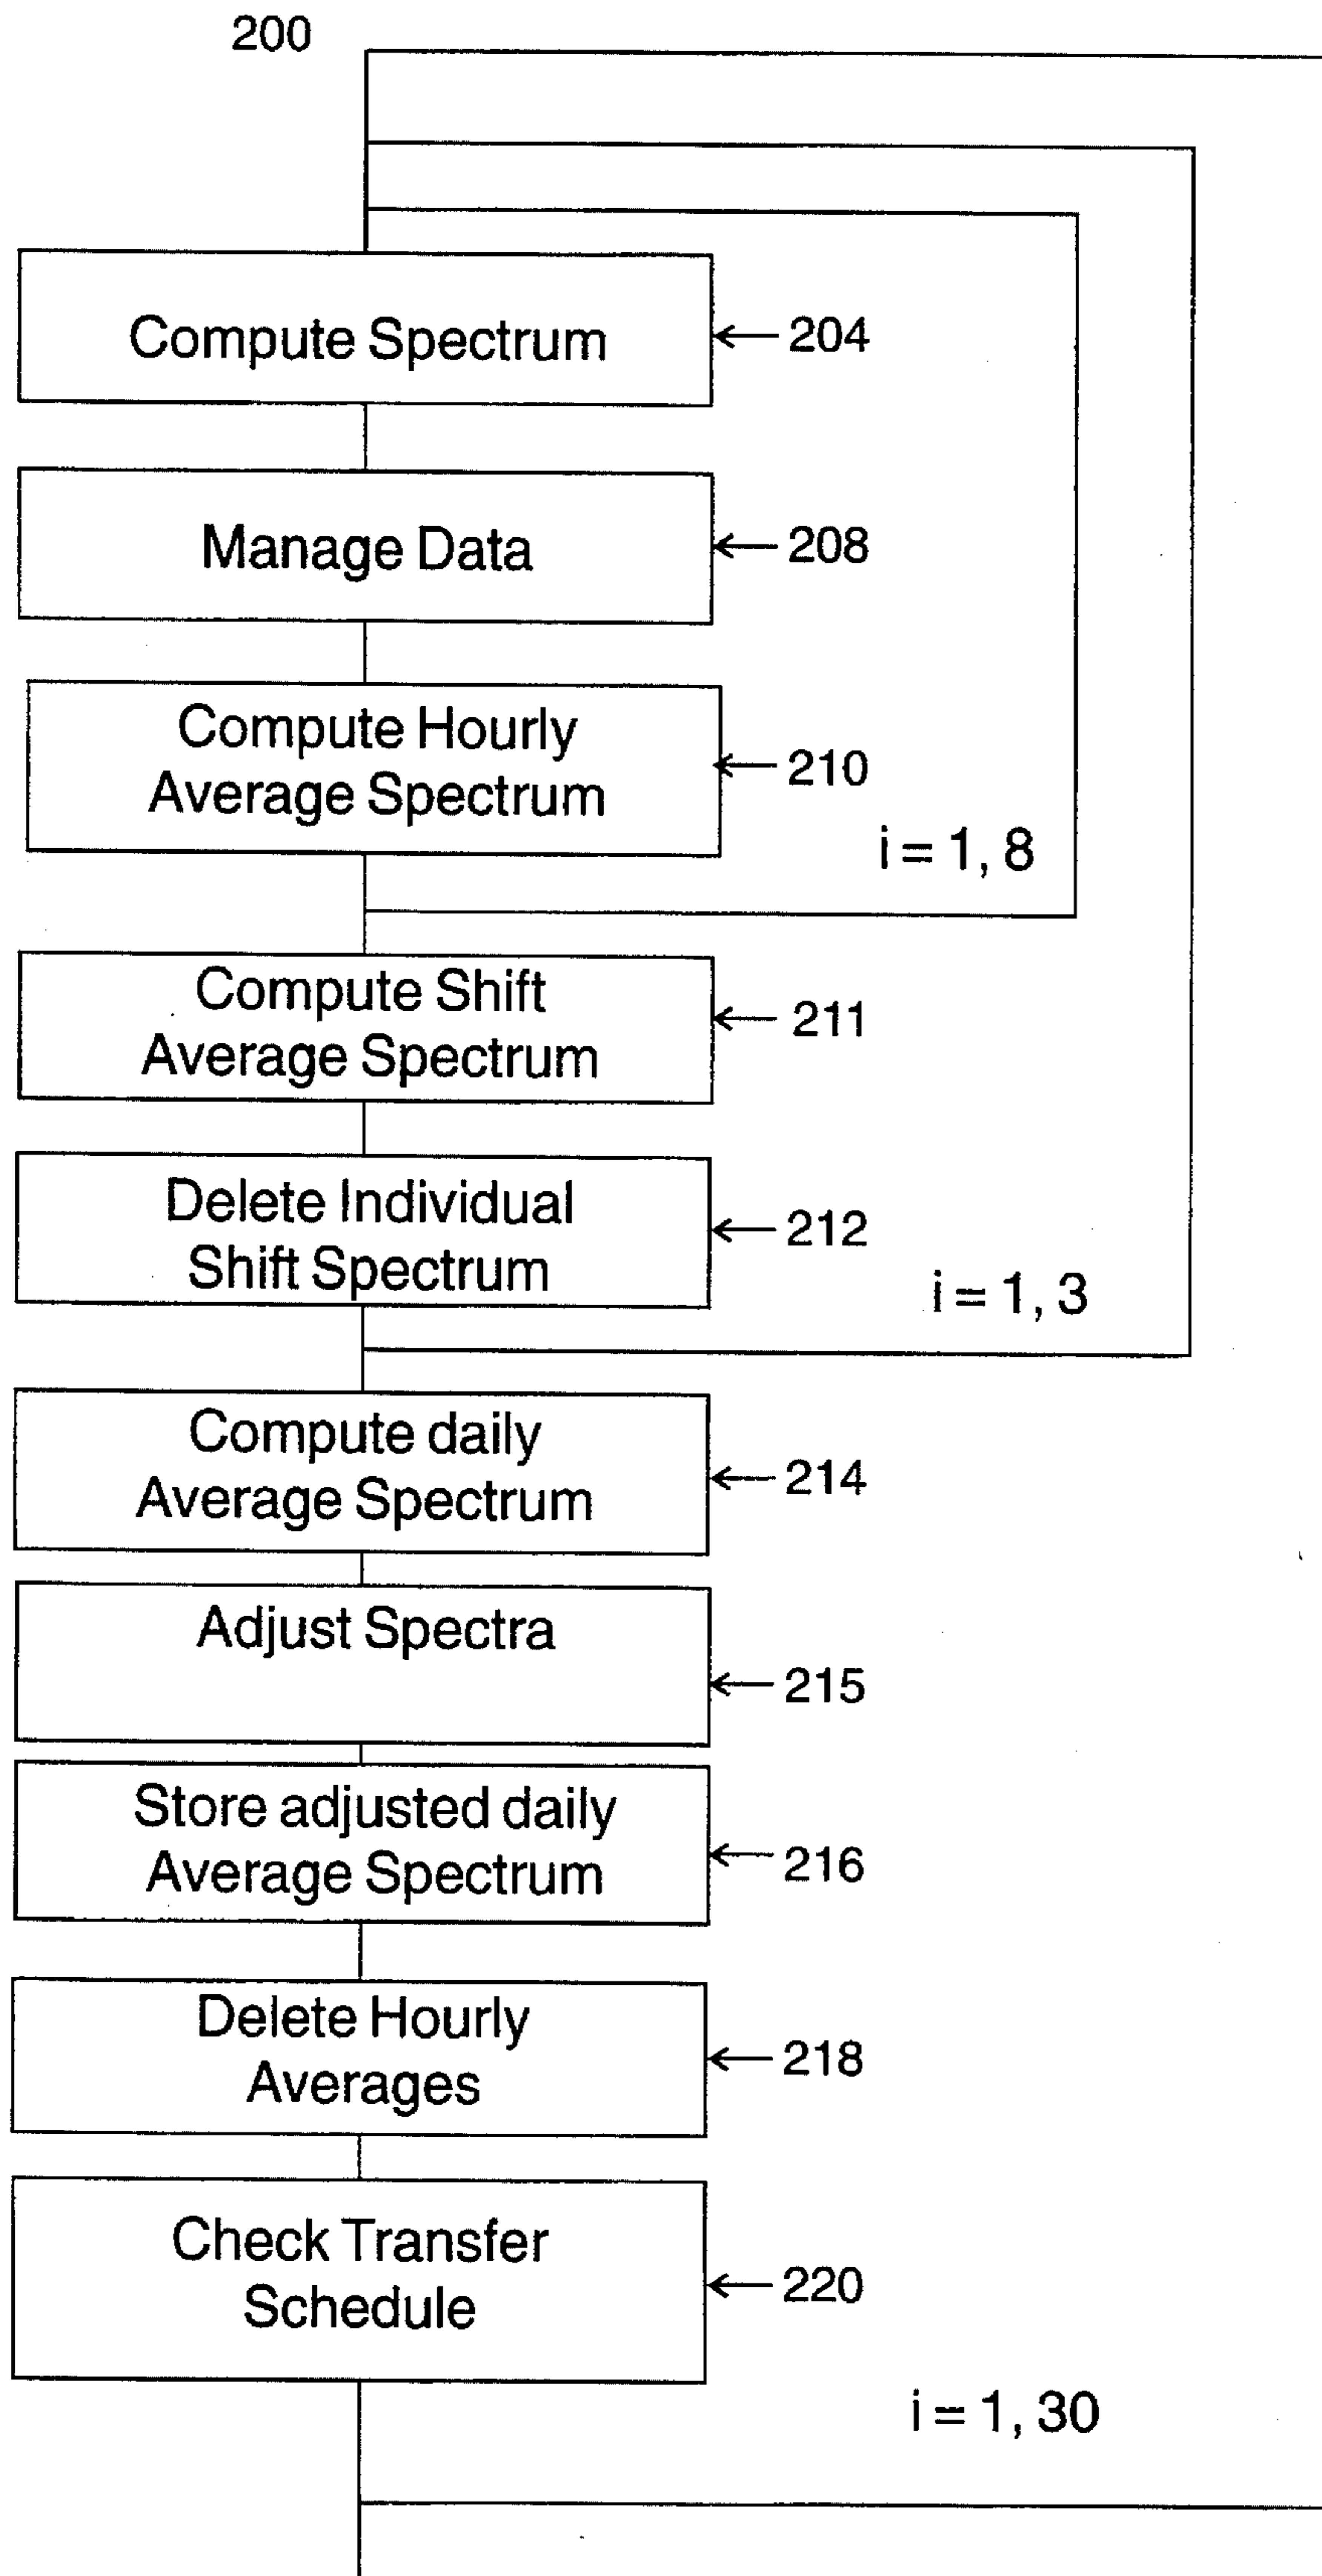 200
Compute Spectrum
204
Manage Data
208
Compute Hourly
Average Spectrum
210
i = 1, 8
Compute Shift
Average Spectrum
211
Delete Individual
Shift Spectrum
212
i = 1, 3
Compute daily
Average Spectrum
214
Adjust Spectra
215
Store adjusted daily
Average Spectrum
216
Delete Hourly
Averages
218
Check Transfer
Schedule
220
i = 1, 30